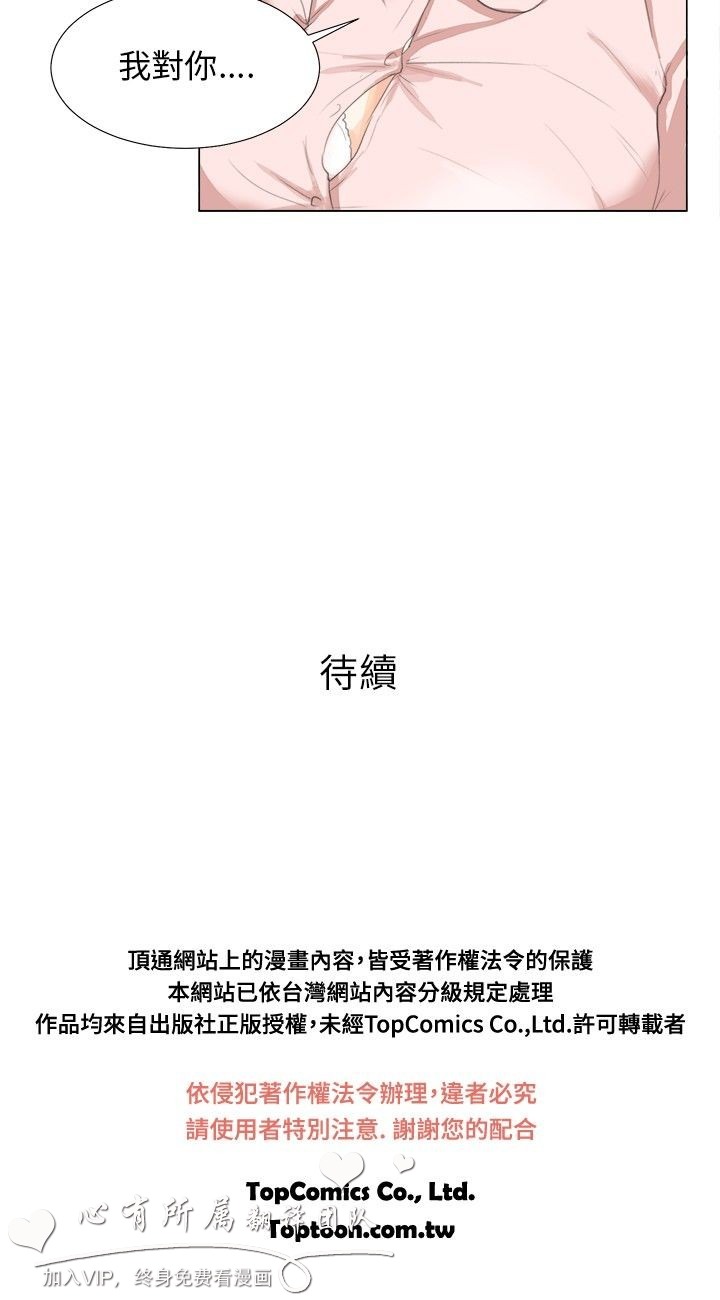 我對你....
待續
頂通網站上的漫畫內容，皆受著作權法令的保護
本網站已依台灣網站內容分級規定處理
作品均來自出版社正版授權，未經TopComics Co.,Ltd.許可轉載者
依侵犯著作權法令辦理，違者必究
請使用者特別注意. 謝謝您的配合
TopComics Co., Ltd.
Toptoon.com.tw
心有所属翻译团队
加入VIP，终身免费看漫画